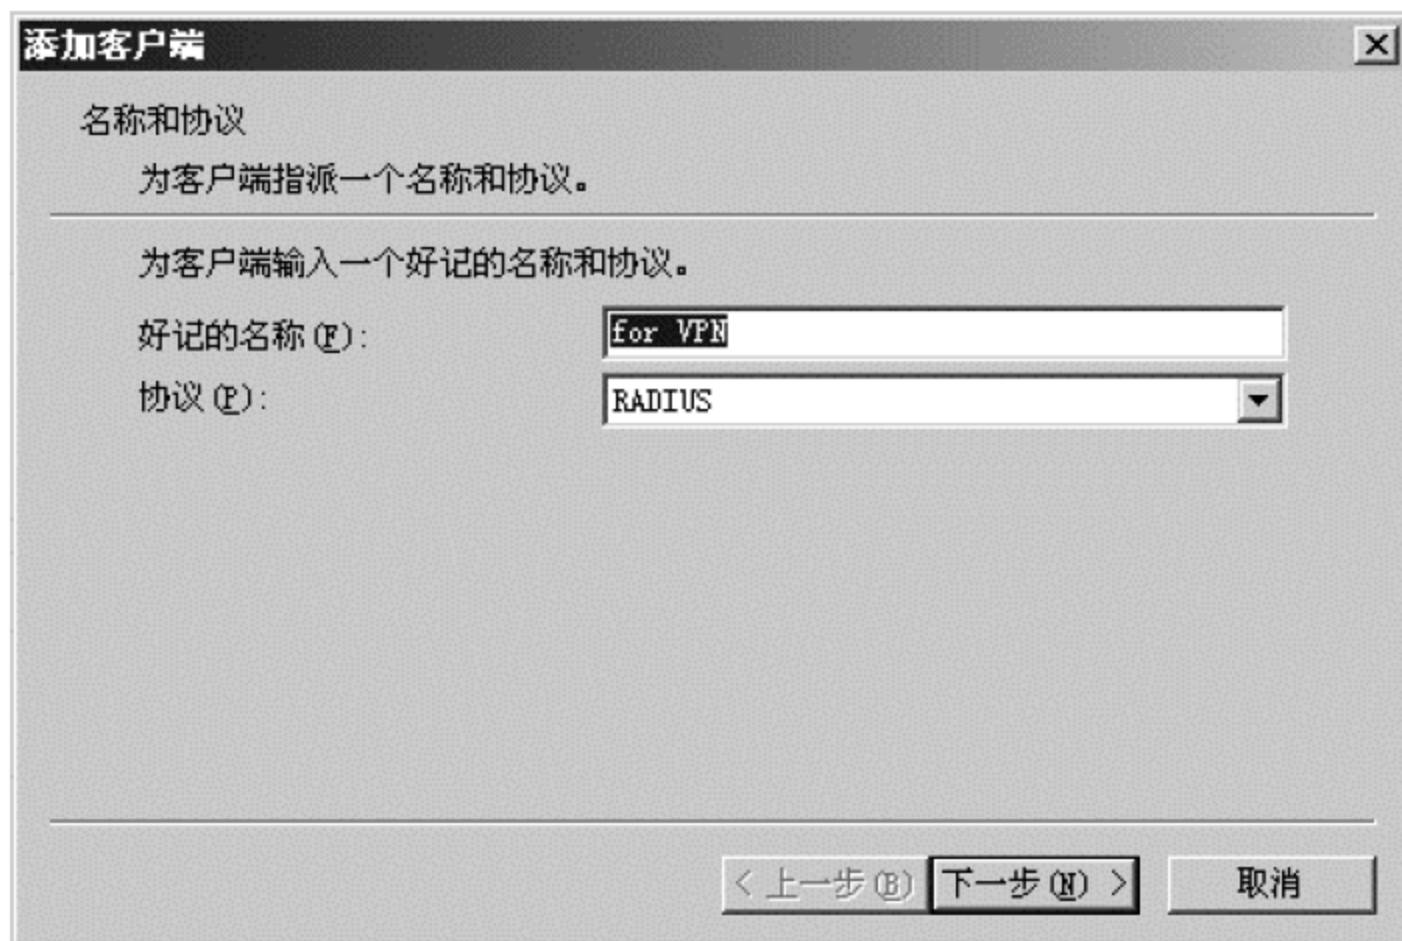 添加客户端
名称和协议
为客户端指派一个名称和协议。
为客户端输入一个好记的名称和协议。
好记的名称(F): for VPN
协议(P): RADIUS
< 上一步(B) 下一步(N) > 取消